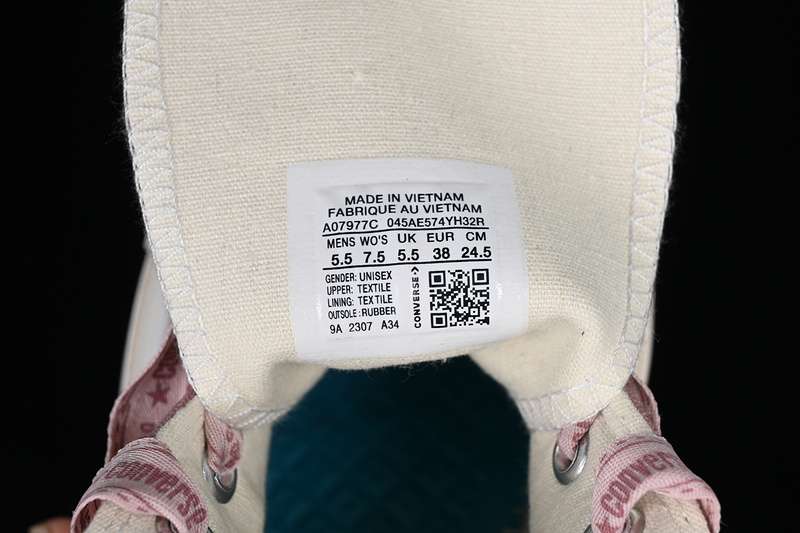 MADE IN VIETNAM
FABRIQUE AU VIETNAM
A07977C 045AE574YH32R
MENS WO'S UK EUR CM
5.5 7.5 5.5 38 24.5
GENDER: UNISEX
UPPER: TEXTILE
LINING: TEXTILE
OUTSOLE: RUBBER
9A 2307 A34
CONVERSE
converse
converse